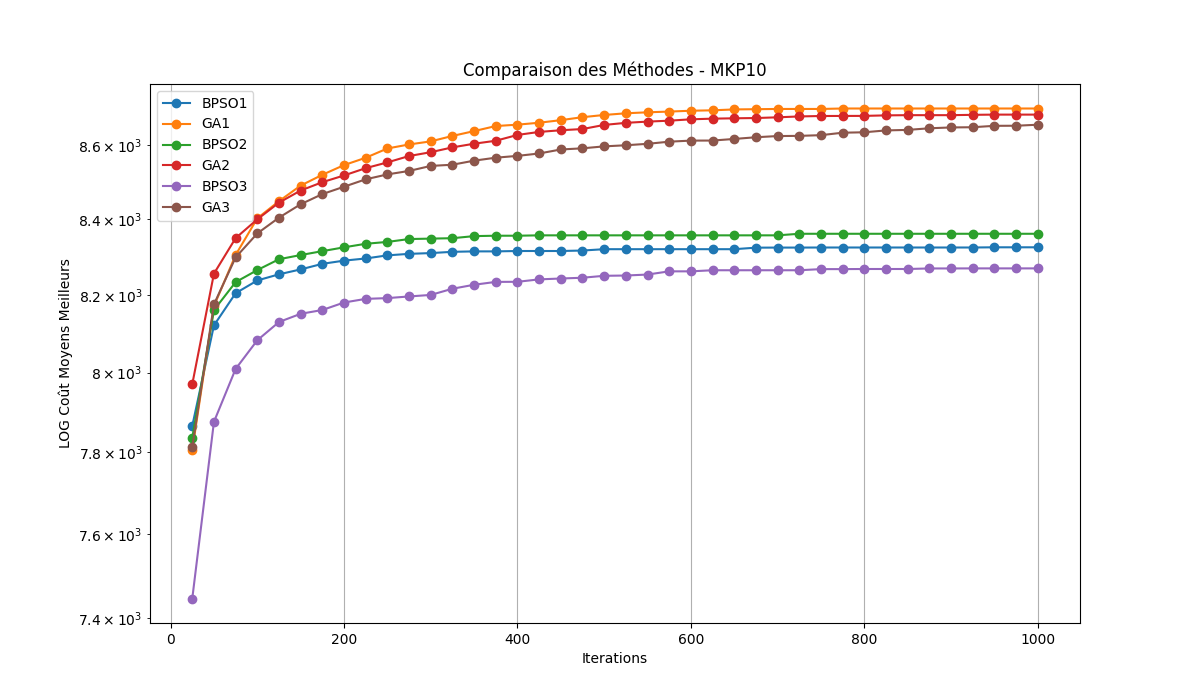 Comparaison des Méthodes - MKP10
BPSO1
GA1
BPSO2
GA2
BPSO3
GA3
LOG Coût Moyens Meilleurs
8.6 × 10³
8.4 × 10³
8.2 × 10³
8 × 10³
7.8 × 10³
7.6 × 10³
7.4 × 10³
0 200 400 600 800 1000
Iterations